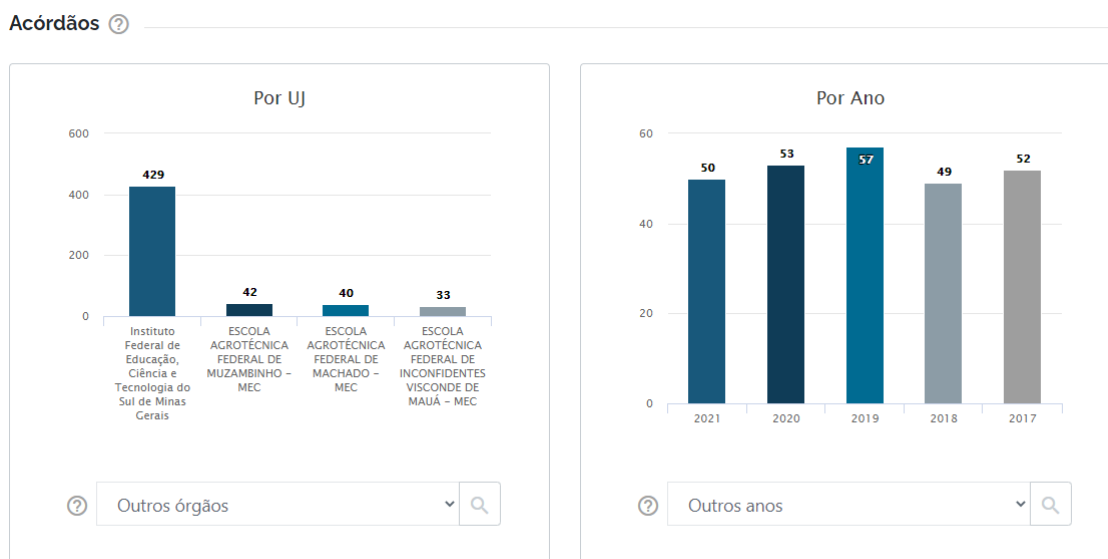 Acórdãos ?
Por UJ
600
400
200
0
429
42
40
33
Instituto
Federal de
Educação,
Ciência e
Tecnologia do
Sul de Minas
Gerais
ESCOLA
AGROTÉCNICA
FEDERAL DE
MUZAMBINHO –
MEC
ESCOLA
AGROTÉCNICA
FEDERAL DE
MACHADO –
MEC
ESCOLA
AGROTÉCNICA
FEDERAL DE
INCONFIDENTES
VISCONDE DE
MAUÁ – MEC
? Outros órgãos
Por Ano
60
40
20
0
50
53
57
49
52
2021
2020
2019
2018
2017
? Outros anos